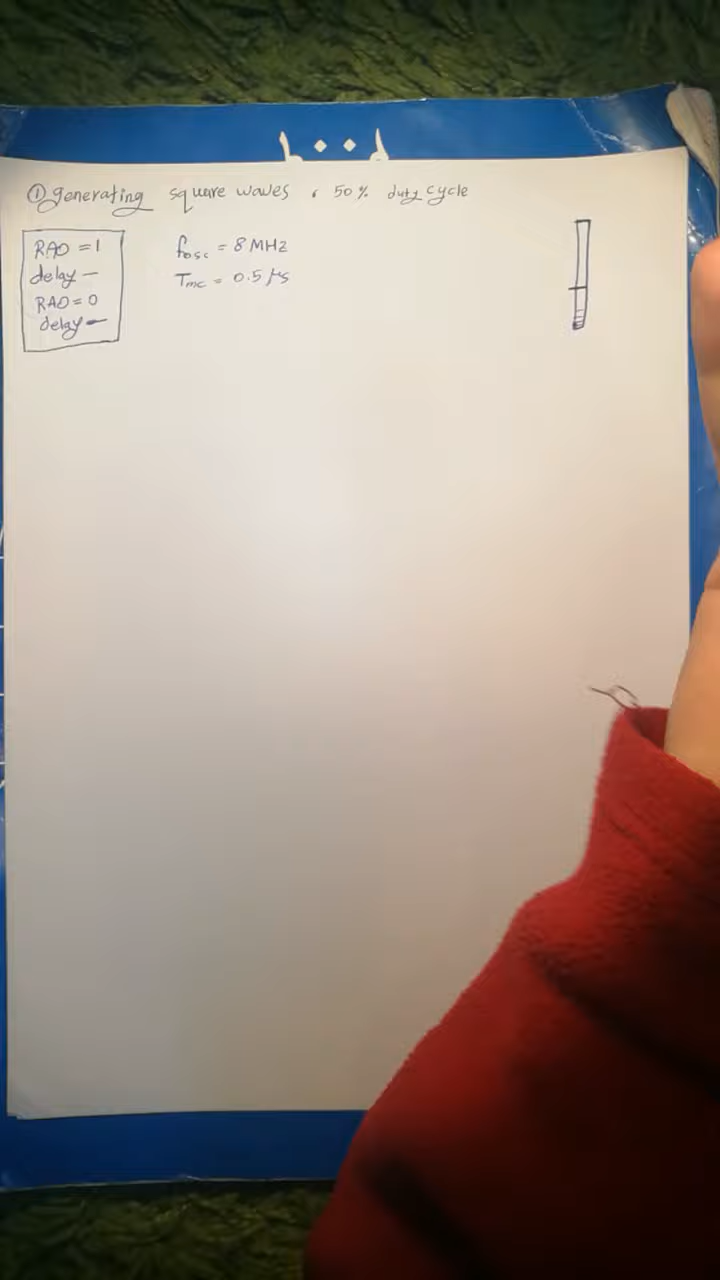 ① generating square waves , 50% duty cycle
RA0 = 1
delay —
RA0 = 0
delay —
fosc = 8 MHz
Tmc = 0.5 μs